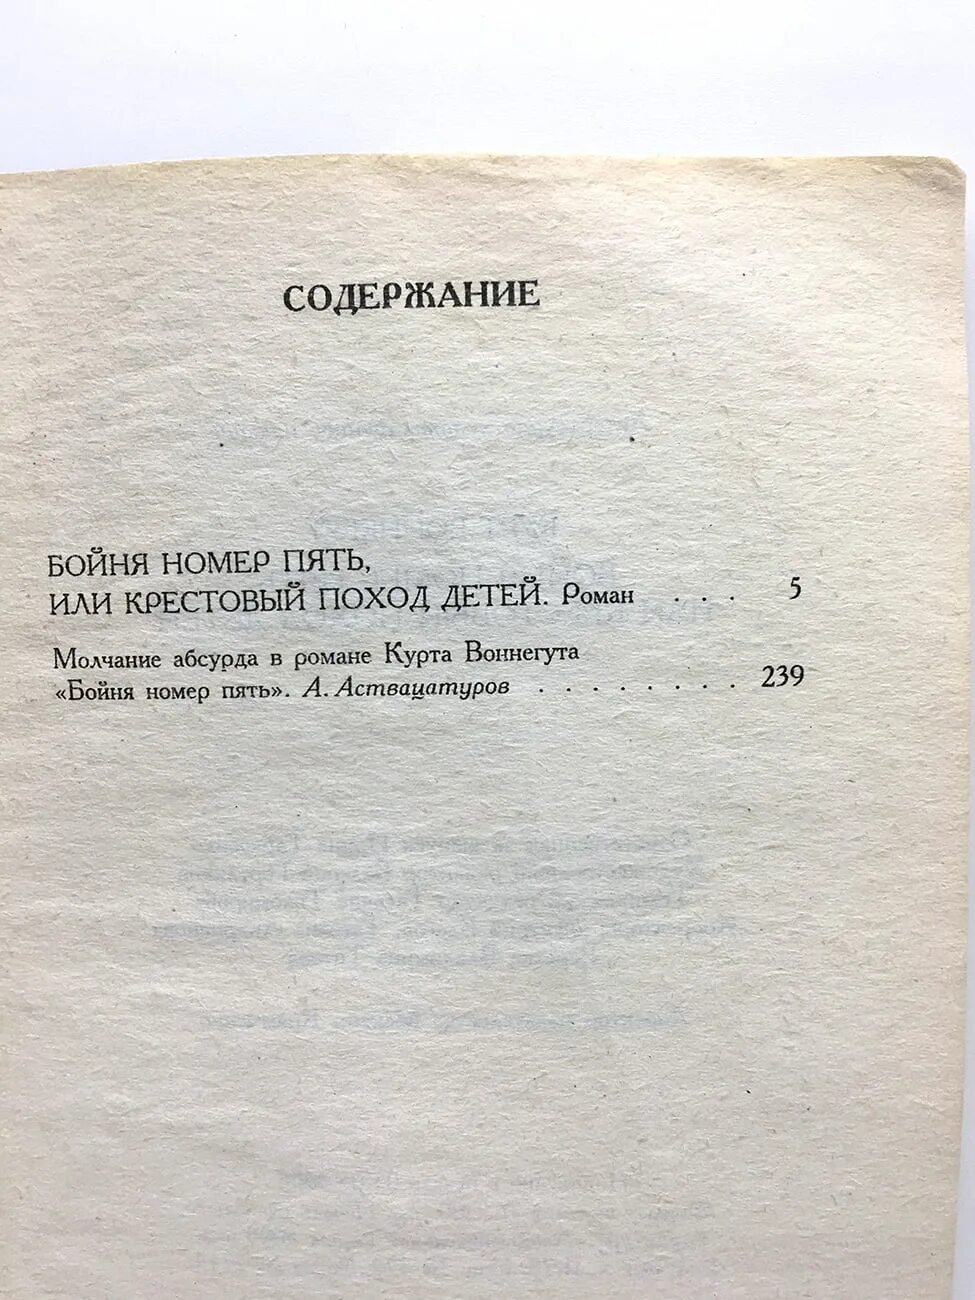 СОДЕРЖАНИЕ
БОЙНЯ НОМЕР ПЯТЬ,
ИЛИ КРЕСТОВЫЙ ПОХОД ДЕТЕЙ. Роман . . . 5
Молчание абсурда в романе Курта Воннегута
«Бойня номер пять». А. Аствацатуров . . . . . . . . 239